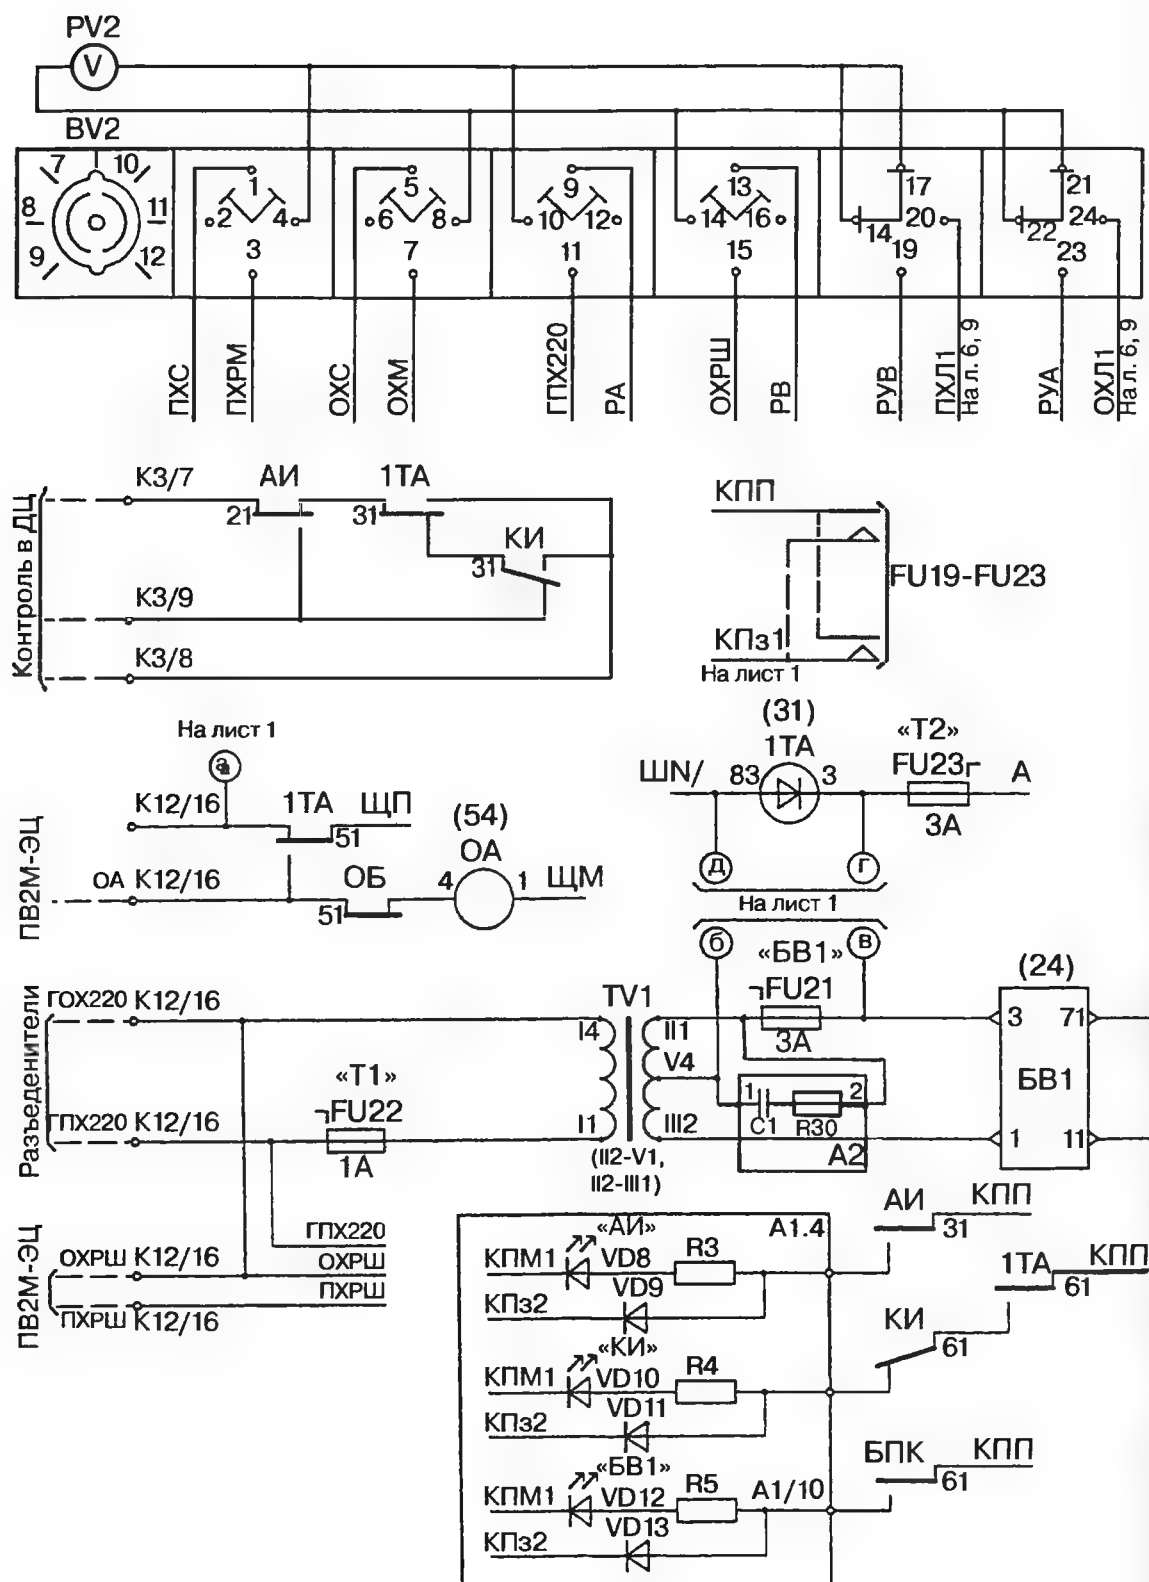 PV2
V
BV2
7 10 1 5 9 13 17 21
8 11 2 4 6 8 10 12 14 16 14 20 22 24
9 12 3 7 11 15 19 23
ПХС
ПХРМ
ОХС
ОХМ
ГПХ220
РА
ОХРШ
РВ
РУВ
ПХЛ1
На л. 6, 9
РУА
ОХЛ1
На л. 6, 9
Контроль в ДЦ
К3/7 АИ 1ТА
21 31
КИ
31
К3/9
К3/8
КПП
FU19-FU23
КПз1
На лист 1
На лист 1
а
К12/16 1ТА ЩП
51
(54)
ПВ2М-ЭЦ
ОА К12/16 ОБ 4 ОА 1 ЩМ
51
(31)
1ТА
«Т2»
ШN/ 83 3 FU23 Г А
3А
Д Г
На лист 1
б В
«БВ1»
FU21
3А
Разъеденители
ГОХ220 К12/16
TV1
I4 II1
V4
«Т1»
FU22
1А
ГПХ220 К12/16
I1 III2
(II2-V1,
II2-III1)
1 2
C1 R30
А2
(24)
3 71
БВ1
1 11
ГПХ220
ПВ2М-ЭЦ
ОХРШ К12/16 ОХРШ
ПХРШ
ПХРШ К12/16
«АИ» А1.4
КПМ1 VD8 R3
КПз2 VD9
«КИ»
КПМ1 VD10 R4
КПз2 VD11
«БВ1»
КПМ1 VD12 R5 А1/10
КПз2 VD13
АИ КПП
31
1ТА КПП
61
КИ
61
БПК КПП
61